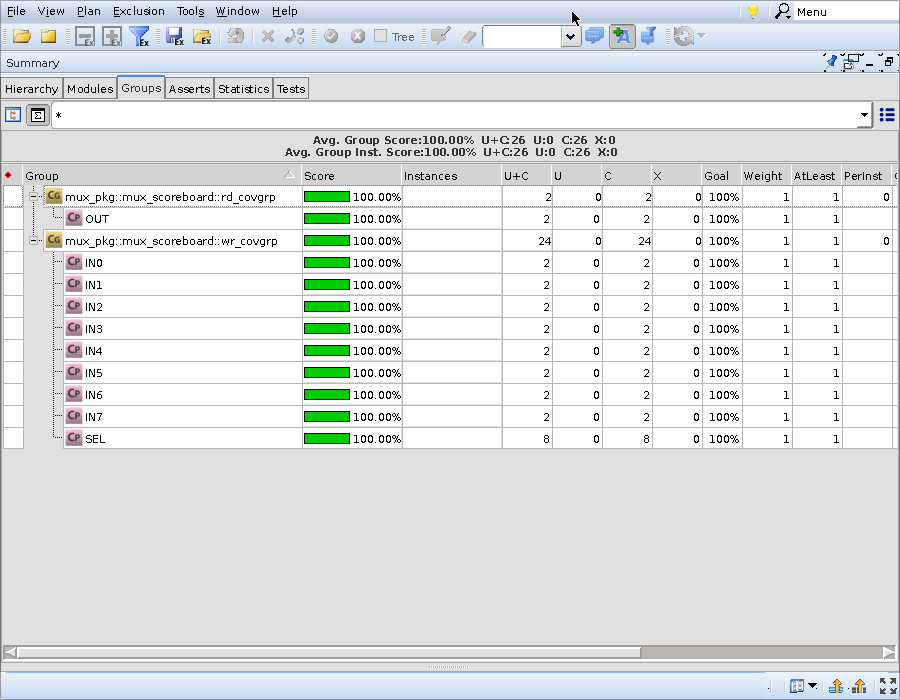 File View Plan Exclusion Tools Window Help Menu
Ex Ex Ex Ex Tree A
Summary
Hierarchy Modules Groups Asserts Statistics Tests
Σ *
Avg. Group Score:100.00% U+C:26 U:0 C:26 X:0
Avg. Group Inst. Score:100.00% U+C:26 U:0 C:26 X:0
Group Score Instances U+C U C X Goal Weight AtLeast PerInst
CG mux_pkg::mux_scoreboard::rd_covgrp 100.00% 2 0 2 0 100% 1 1 0
CP OUT 100.00% 2 0 2 0 100% 1 1
CG mux_pkg::mux_scoreboard::wr_covgrp 100.00% 24 0 24 0 100% 1 1 0
CP IN0 100.00% 2 0 2 0 100% 1 1
CP IN1 100.00% 2 0 2 0 100% 1 1
CP IN2 100.00% 2 0 2 0 100% 1 1
CP IN3 100.00% 2 0 2 0 100% 1 1
CP IN4 100.00% 2 0 2 0 100% 1 1
CP IN5 100.00% 2 0 2 0 100% 1 1
CP IN6 100.00% 2 0 2 0 100% 1 1
CP IN7 100.00% 2 0 2 0 100% 1 1
CP SEL 100.00% 8 0 8 0 100% 1 1